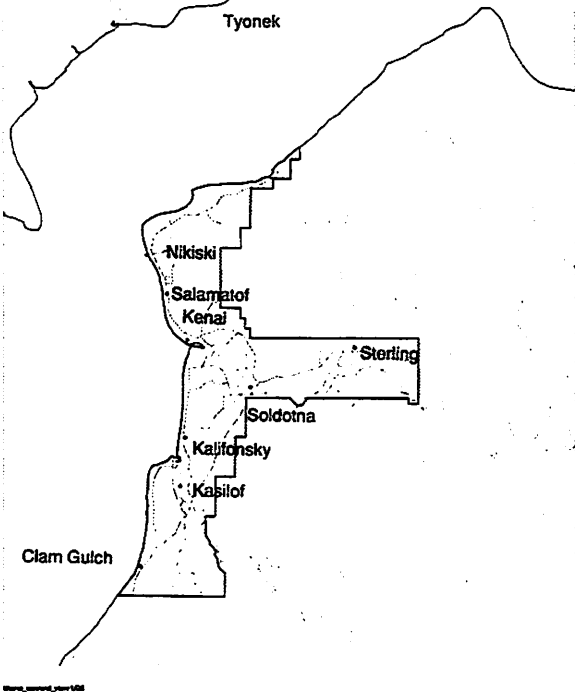 Tyonek
Nikiski
Salamatof
Kenai
Sterling
Soldotna
Kalifonsky
Kasilof
Clam Gulch